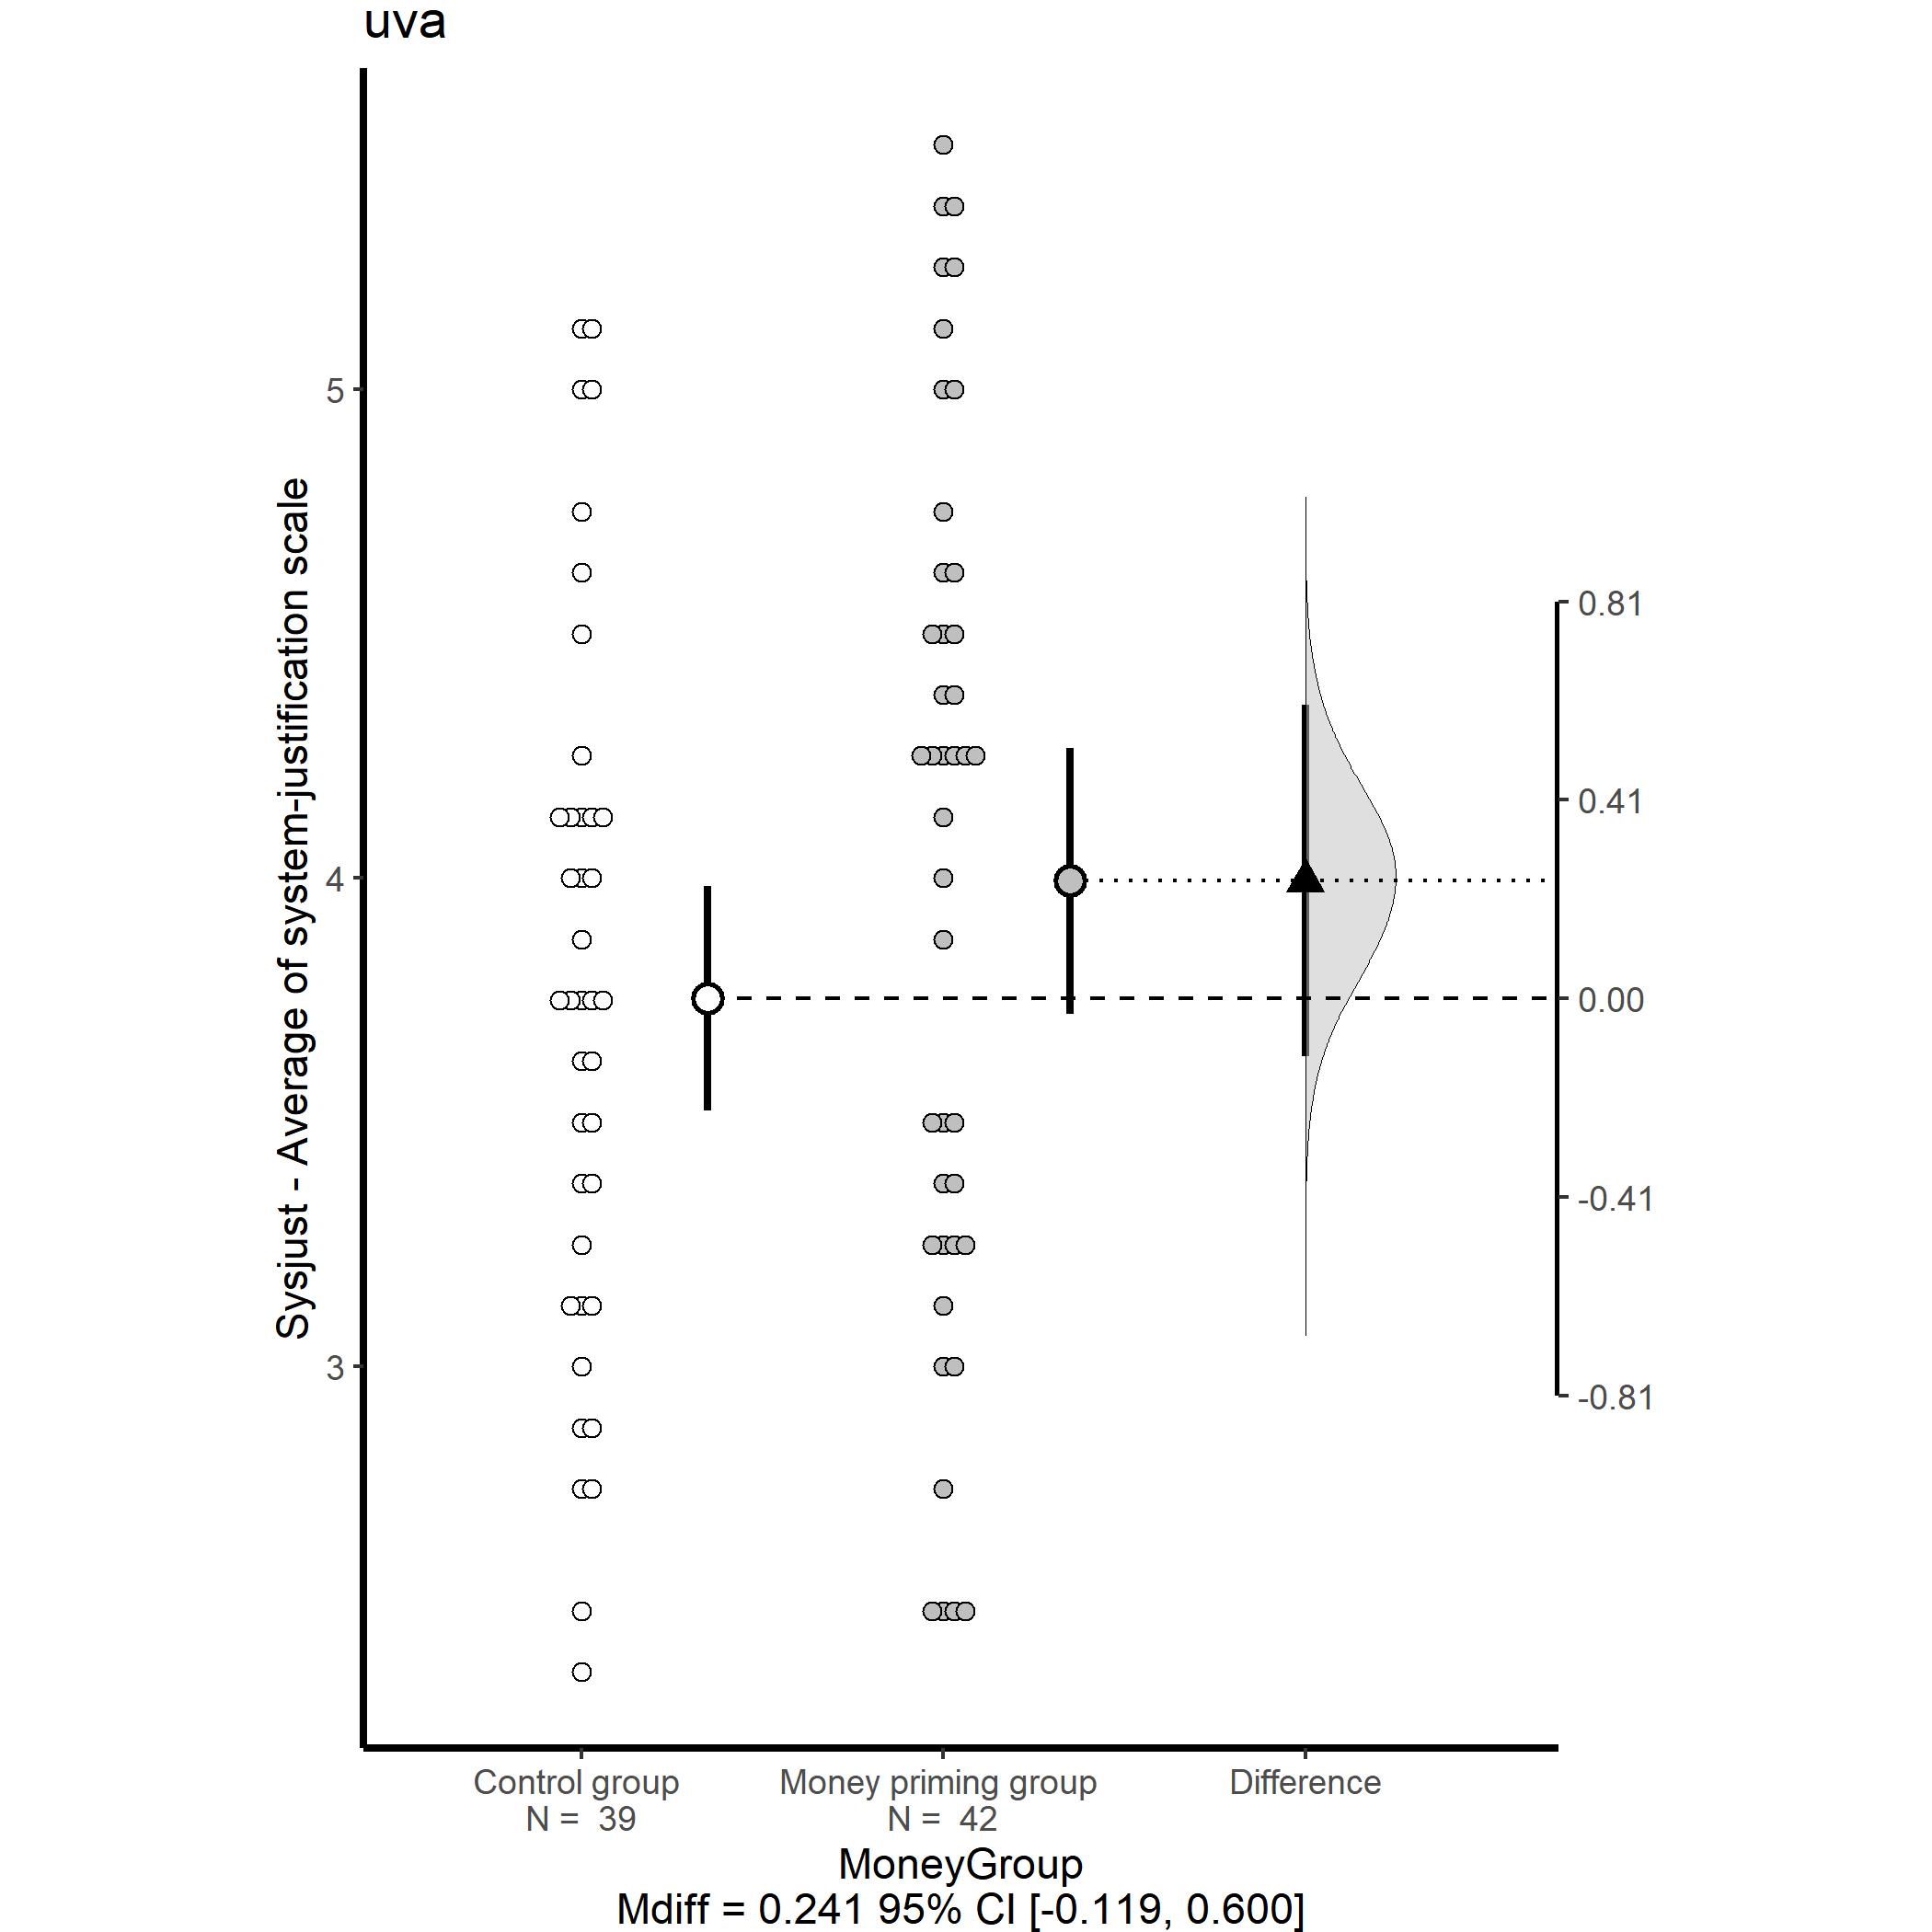 uva
Sysjust - Average of system-justification scale
5
4
3
0.81
0.41
0.00
-0.41
-0.81
Control group
N =  39
Money priming group
N =  42
Difference
MoneyGroup
Mdiff = 0.241 95% CI [-0.119, 0.600]